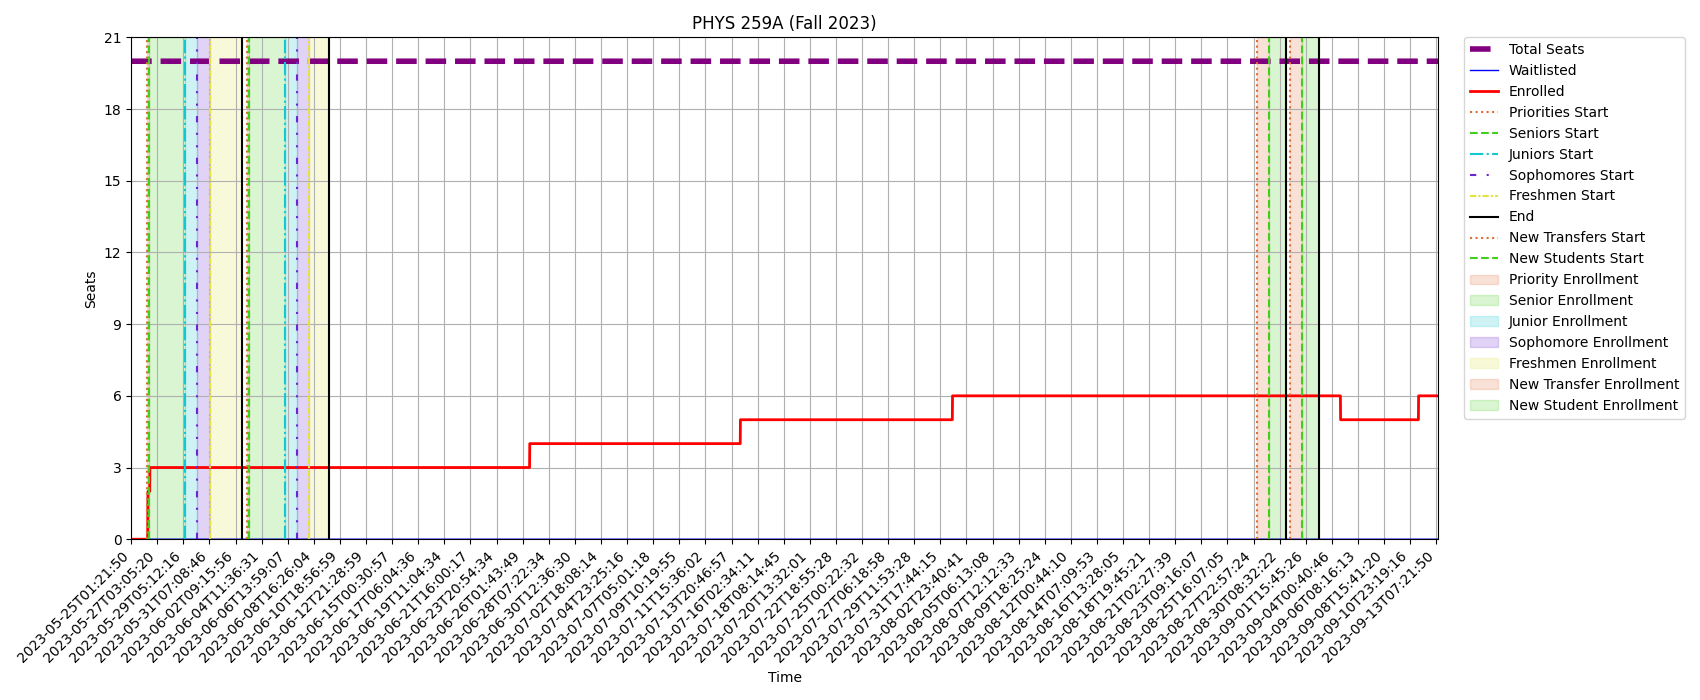 PHYS 259A (Fall 2023)
21
18
15
12
9
6
3
0
Seats
2023-05-25T01:21:50
2023-05-27T03:05:20
2023-05-29T05:12:16
2023-05-31T07:08:46
2023-06-02T09:15:56
2023-06-04T11:36:31
2023-06-06T13:59:07
2023-06-08T16:26:04
2023-06-10T18:56:59
2023-06-12T21:28:59
2023-06-15T00:30:57
2023-06-17T06:04:36
2023-06-19T11:04:34
2023-06-21T16:00:17
2023-06-23T20:54:34
2023-06-26T01:43:49
2023-06-28T07:22:34
2023-06-30T12:36:30
2023-07-02T18:08:14
2023-07-04T23:25:16
2023-07-07T05:01:18
2023-07-09T10:19:55
2023-07-11T15:36:02
2023-07-13T20:46:57
2023-07-16T02:34:11
2023-07-18T08:14:45
2023-07-20T13:32:01
2023-07-22T18:55:28
2023-07-25T00:22:32
2023-07-27T06:18:58
2023-07-29T11:53:28
2023-07-31T17:44:15
2023-08-02T23:40:41
2023-08-05T06:13:08
2023-08-07T12:12:33
2023-08-09T18:25:24
2023-08-12T00:44:10
2023-08-14T07:09:53
2023-08-16T13:28:05
2023-08-18T19:45:21
2023-08-21T02:27:39
2023-08-23T09:16:07
2023-08-25T16:07:05
2023-08-27T22:57:24
2023-08-30T08:32:22
2023-09-01T15:45:26
2023-09-04T00:40:46
2023-09-06T08:16:13
2023-09-08T15:41:20
2023-09-10T23:19:16
2023-09-13T07:21:50
Time
Total Seats
Waitlisted
Enrolled
Priorities Start
Seniors Start
Juniors Start
Sophomores Start
Freshmen Start
End
New Transfers Start
New Students Start
Priority Enrollment
Senior Enrollment
Junior Enrollment
Sophomore Enrollment
Freshmen Enrollment
New Transfer Enrollment
New Student Enrollment